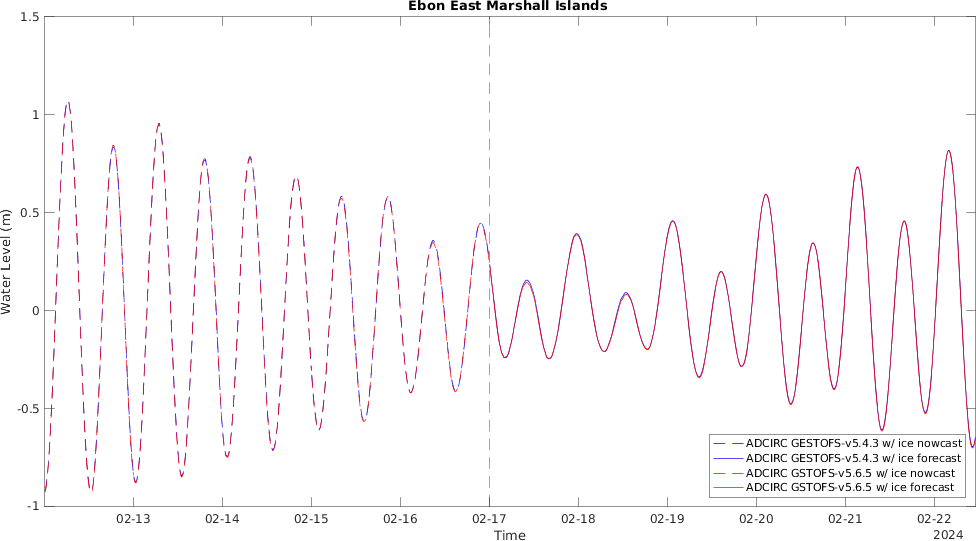 Ebon East Marshall Islands
1.5
1
0.5
0
-0.5
-1
Water Level (m)
02-13 02-14 02-15 02-16 02-17 02-18 02-19 02-20 02-21 02-22
Time
2024
ADCIRC GESTOFS-v5.4.3 w/ ice nowcast
ADCIRC GESTOFS-v5.4.3 w/ ice forecast
ADCIRC GSTOFS-v5.6.5 w/ ice nowcast
ADCIRC GSTOFS-v5.6.5 w/ ice forecast